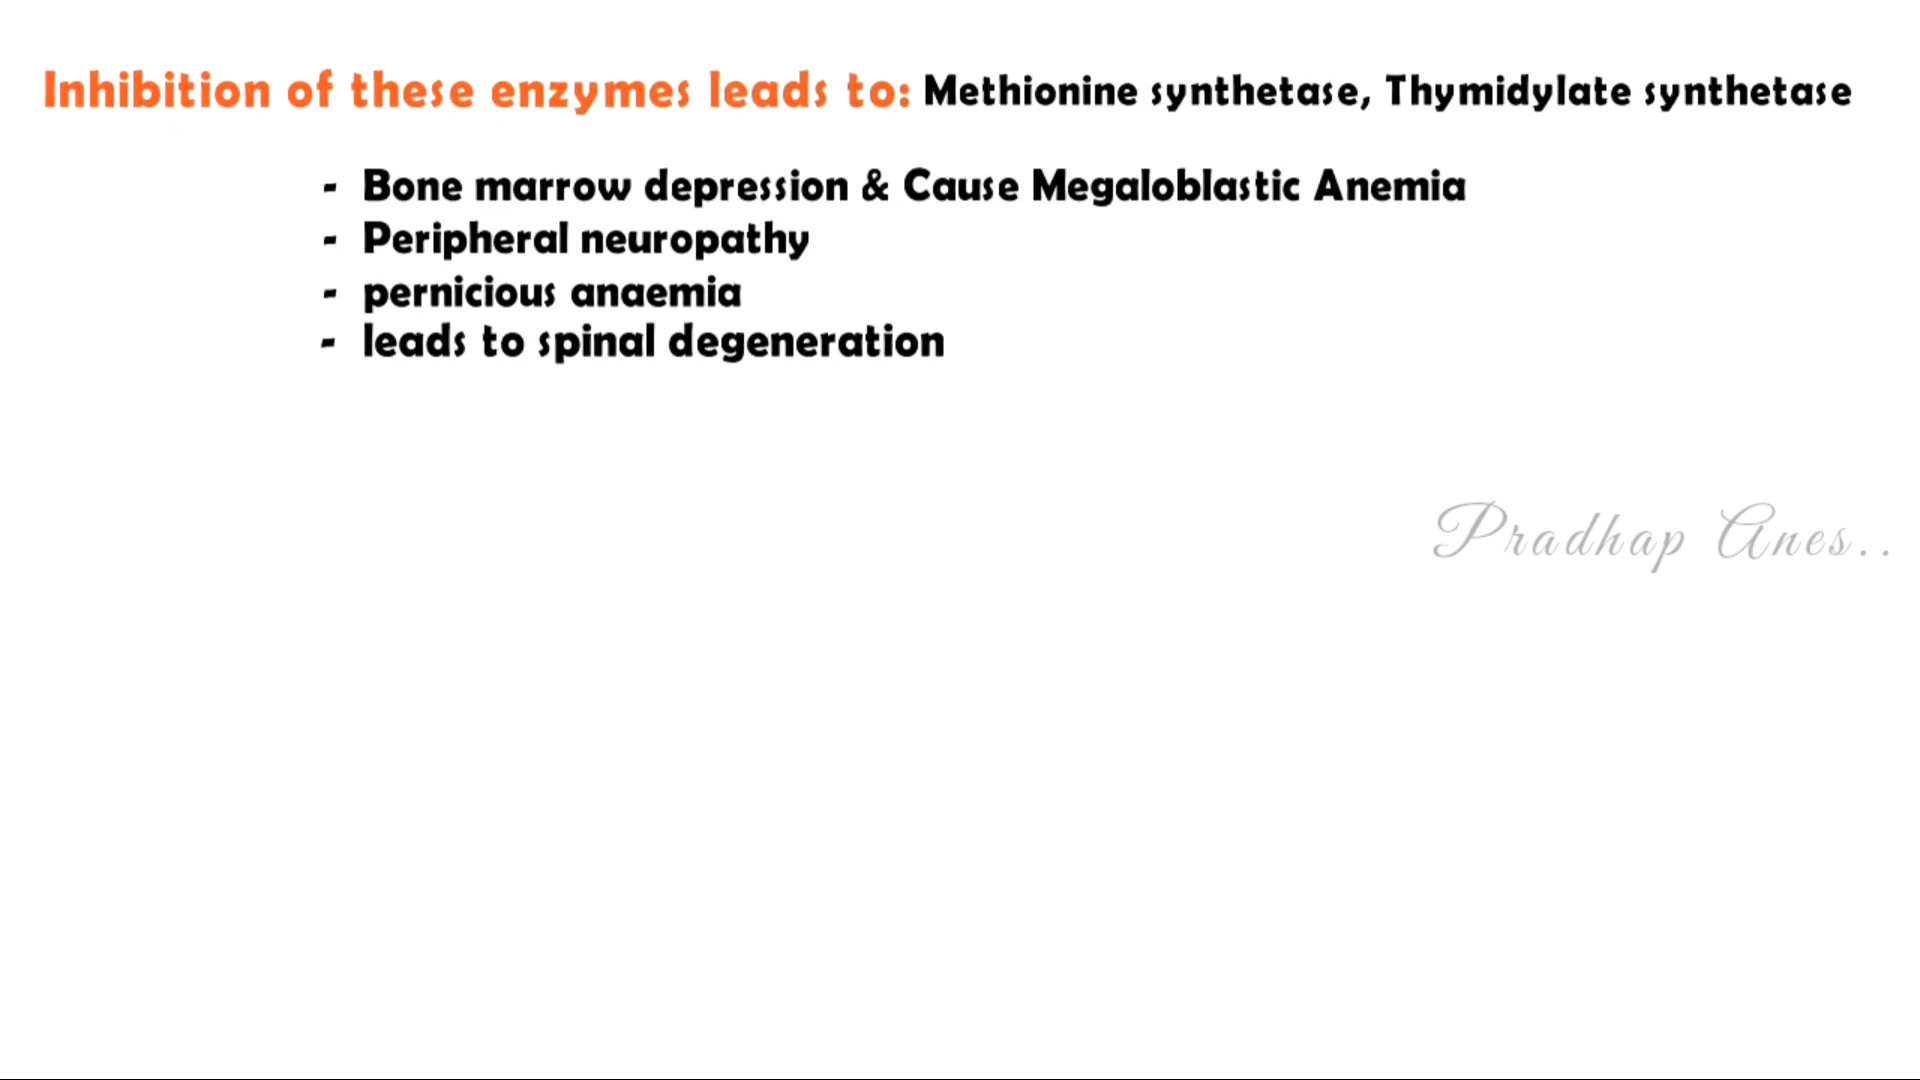 Inhibition of these enzymes leads to: Methionine synthetase, Thymidylate synthetase
- Bone marrow depression & Cause Megaloblastic Anemia
- Peripheral neuropathy
- pernicious anaemia
- leads to spinal degeneration
Pradhap Anes..